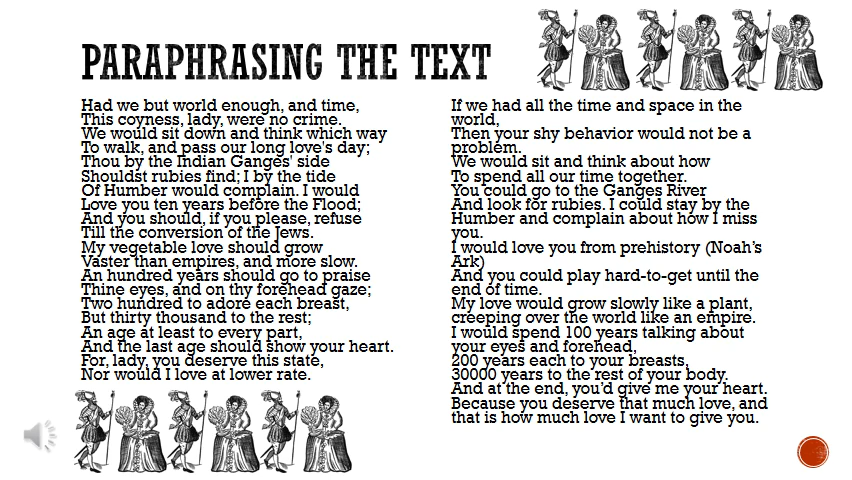 PARAPHRASING THE TEXT
Had we but world enough, and time,
This coyness, lady, were no crime.
We would sit down and think which way
To walk, and pass our long love's day;
Thou by the Indian Ganges' side
Shouldst rubies find; I by the tide
Of Humber would complain. I would
Love you ten years before the Flood;
And you should, if you please, refuse
Till the conversion of the Jews.
My vegetable love should grow
Vaster than empires, and more slow.
An hundred years should go to praise
Thine eyes, and on thy forehead gaze;
Two hundred to adore each breast,
But thirty thousand to the rest;
An age at least to every part,
And the last age should show your heart.
For, lady, you deserve this state,
Nor would I love at lower rate.
If we had all the time and space in the
world,
Then your shy behavior would not be a
problem.
We would sit and think about how
To spend all our time together.
You could go to the Ganges River
And look for rubies. I could stay by the
Humber and complain about how I miss
you.
I would love you from prehistory (Noah's
Ark)
And you could play hard-to-get until the
end of time.
My love would grow slowly like a plant,
creeping over the world like an empire.
I would spend 100 years talking about
your eyes and forehead,
200 years each to your breasts,
30000 years to the rest of your body.
And at the end, you'd give me your heart.
Because you deserve that much love, and
that is how much love I want to give you.